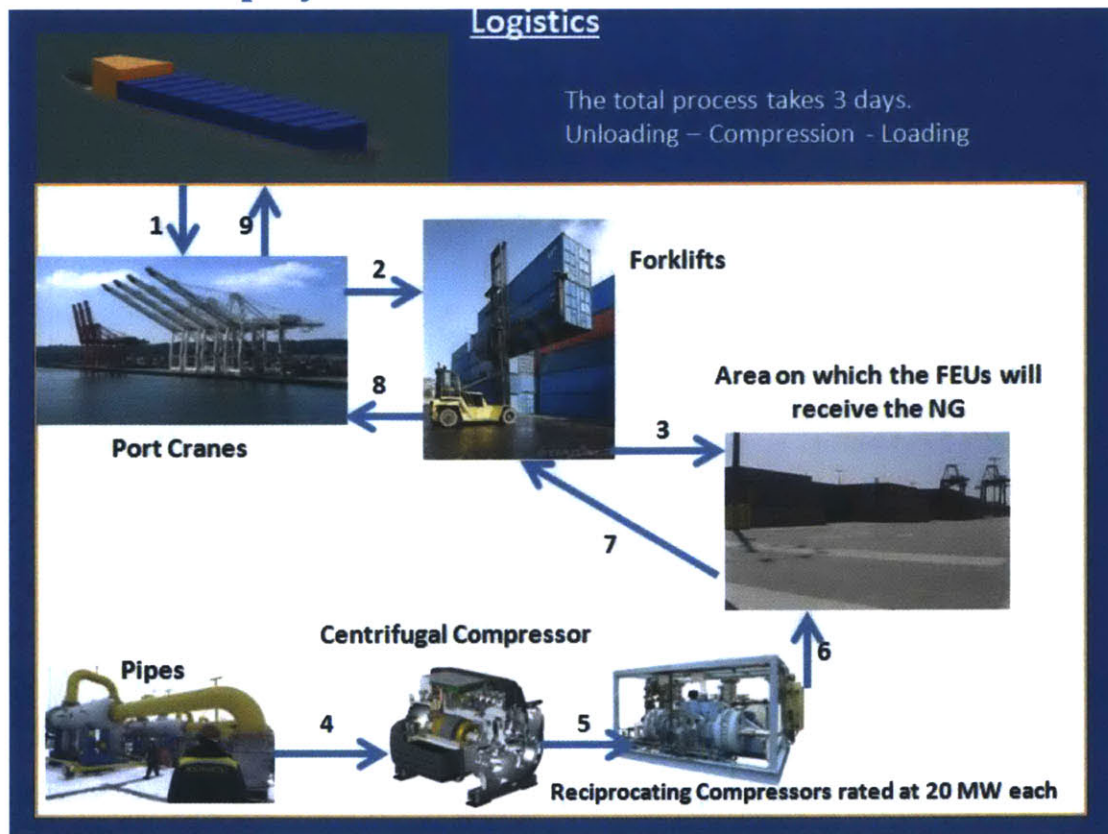 Logistics
The total process takes 3 days.
Unloading – Compression - Loading
1
9
2
Forklifts
Area on which the FEUs will
receive the NG
8
3
Port Cranes
7
Centrifugal Compressor
Pipes
6
4
5
Reciprocating Compressors rated at 20 MW each